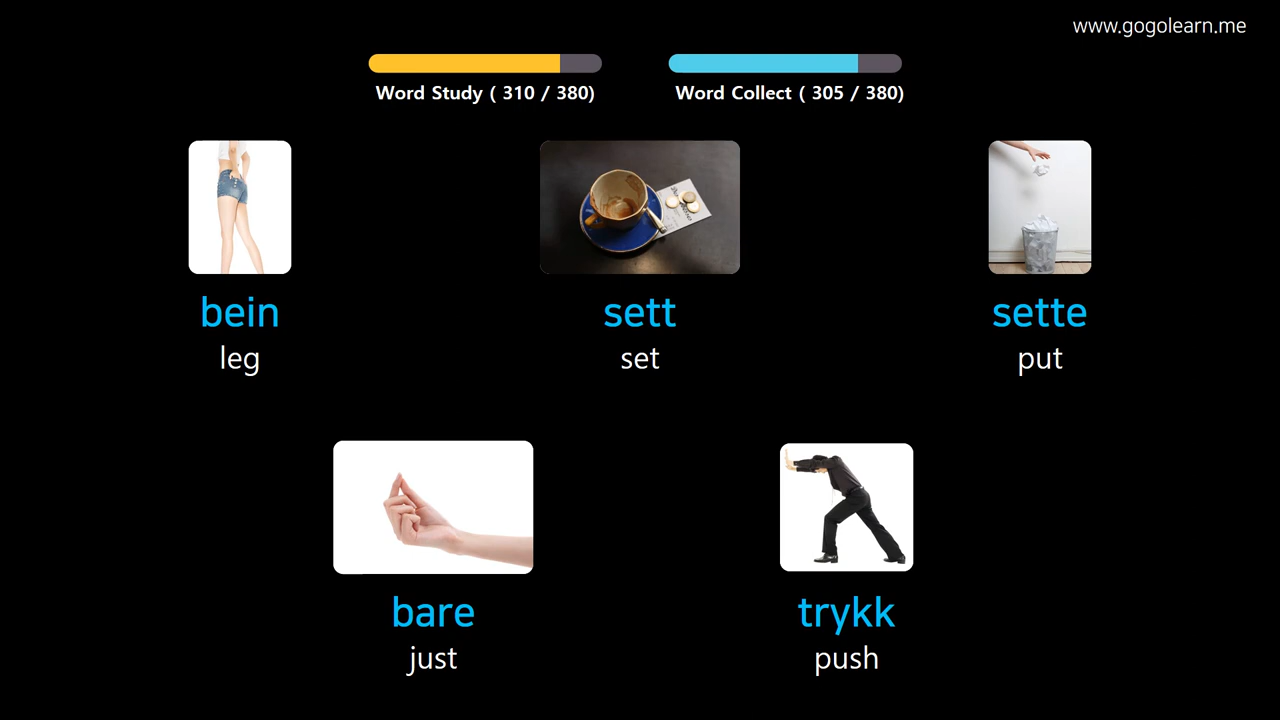 www.gogolearn.me
Word Study ( 310 / 380)
Word Collect ( 305 / 380)
bein
leg
sett
set
sette
put
bare
just
trykk
push